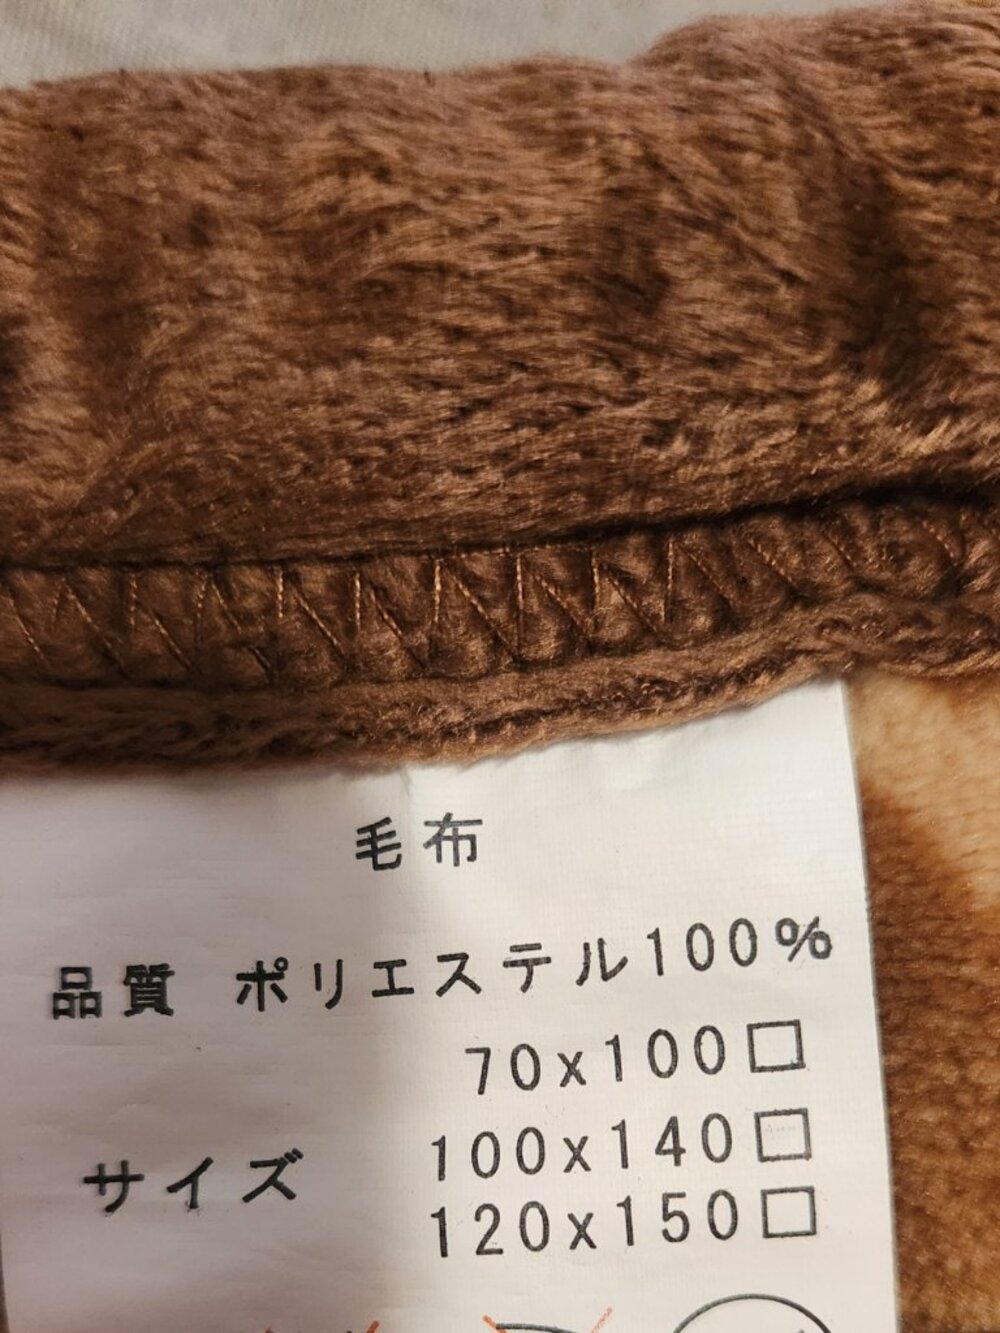 毛布
品質 ポリエステル100%
70x100□
サイズ 100x140□
120x150□